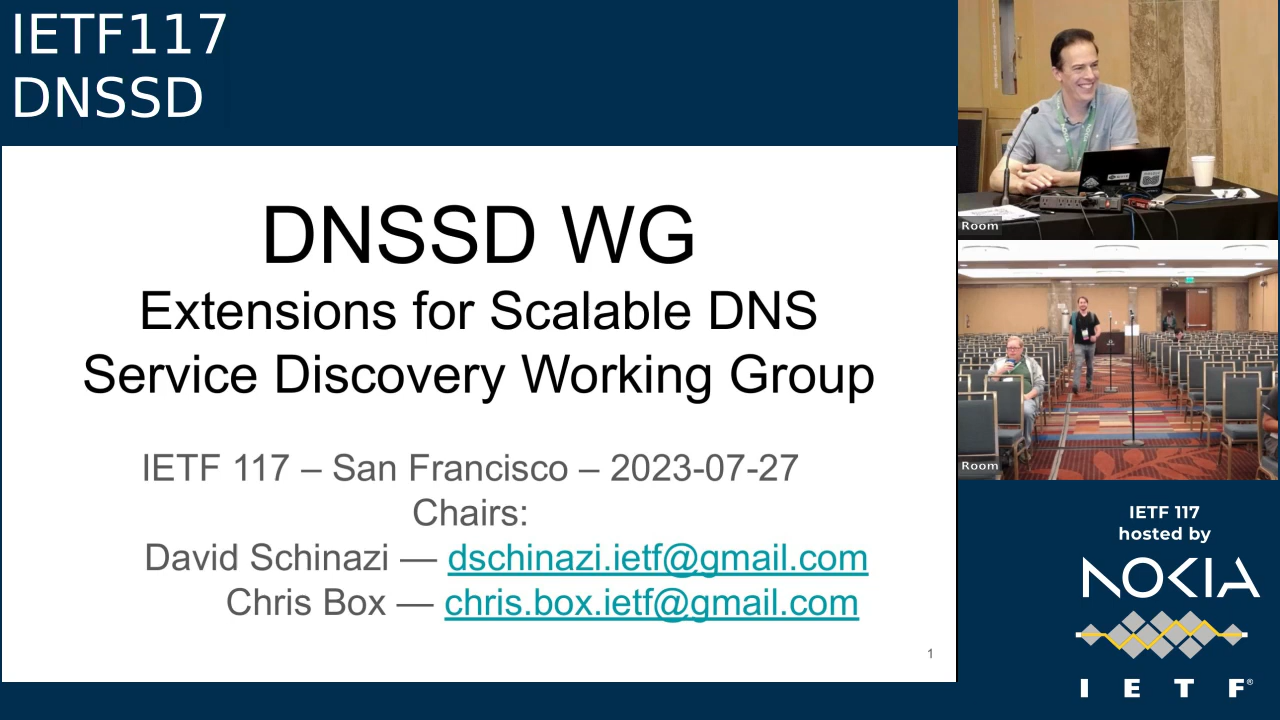 IETF117
DNSSD
DNSSD WG
Extensions for Scalable DNS
Service Discovery Working Group
IETF 117 – San Francisco – 2023-07-27
Chairs:
David Schinazi — dschinazi.ietf@gmail.com
Chris Box — chris.box.ietf@gmail.com
1
Room
Room
IETF 117
hosted by
NOKIA
I E T F®